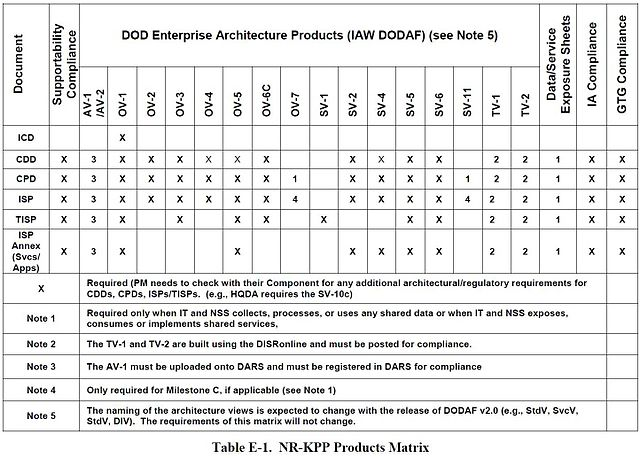 DOD Enterprise Architecture Products (IAW DODAF) (see Note 5)
Document
Supportability
Compliance
AV-1
/AV-2
OV-1
OV-2
OV-3
OV-4
OV-5
OV-6C
OV-7
SV-1
SV-2
SV-4
SV-5
SV-6
SV-11
TV-1
TV-2
Data/Service
Exposure Sheets
IA Compliance
GTG Compliance
ICD X
CDD X 3 X X X X X X X X X X 2 2 1 X X
CPD X 3 X X X X X X 1 X X X X 1 2 2 1 X X
ISP X 3 X X X X X X 4 X X X X 4 2 2 1 X X
TISP X 3 X X X X X X X 2 2 1 X X
ISP
Annex
(Svcs/
Apps) X 3 X X X X X X 2 2 1 X X
X Required (PM needs to check with their Component for any additional architectural/regulatory requirements for
CDDs, CPDs, ISPs/TISPs. (e.g., HQDA requires the SV-10c)
Note 1 Required only when IT and NSS collects, processes, or uses any shared data or when IT and NSS exposes,
consumes or implements shared services,
Note 2 The TV-1 and TV-2 are built using the DISRonline and must be posted for compliance.
Note 3 The AV-1 must be uploaded onto DARS and must be registered in DARS for compliance
Note 4 Only required for Milestone C, if applicable (see Note 1)
Note 5 The naming of the architecture views is expected to change with the release of DODAF v2.0 (e.g., StdV, SvcV,
StdV, DIV). The requirements of this matrix will not change.
Table E-1. NR-KPP Products Matrix